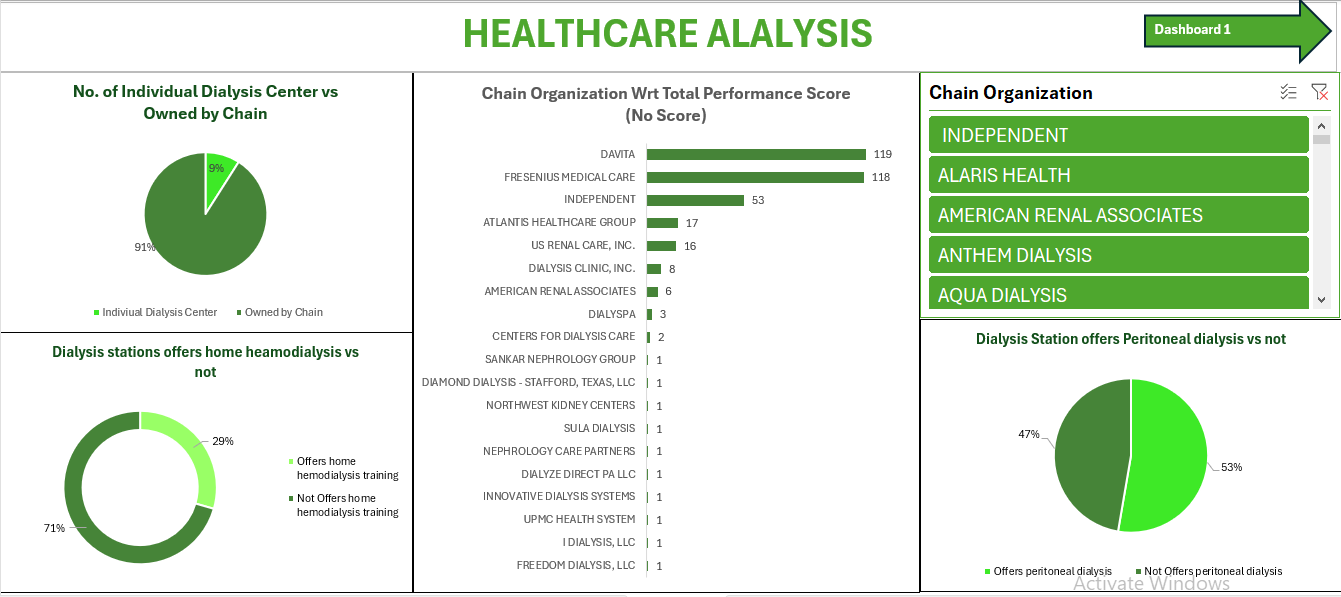 HEALTHCARE ALALYSIS
Dashboard 1
No. of Individual Dialysis Center vs
Owned by Chain
9%
91%
Indiviual Dialysis Center
Owned by Chain
Dialysis stations offers home heamodialysis vs
not
29%
71%
Offers home
hemodialysis training
Not Offers home
hemodialysis training
Chain Organization Wrt Total Performance Score
(No Score)
DAVITA 119
FRESENIUS MEDICAL CARE 118
INDEPENDENT 53
ATLANTIS HEALTHCARE GROUP 17
US RENAL CARE, INC. 16
DIALYSIS CLINIC, INC. 8
AMERICAN RENAL ASSOCIATES 6
DIALYSPA 3
CENTERS FOR DIALYSIS CARE 2
SANKAR NEPHROLOGY GROUP 1
DIAMOND DIALYSIS - STAFFORD, TEXAS, LLC 1
NORTHWEST KIDNEY CENTERS 1
SULA DIALYSIS 1
NEPHROLOGY CARE PARTNERS 1
DIALYZE DIRECT PA LLC 1
INNOVATIVE DIALYSIS SYSTEMS 1
UPMC HEALTH SYSTEM 1
I DIALYSIS, LLC 1
FREEDOM DIALYSIS, LLC 1
Chain Organization
INDEPENDENT
ALARIS HEALTH
AMERICAN RENAL ASSOCIATES
ANTHEM DIALYSIS
AQUA DIALYSIS
Dialysis Station offers Peritoneal dialysis vs not
47%
53%
Offers peritoneal dialysis
Not Offers peritoneal dialysis
Activate Windows